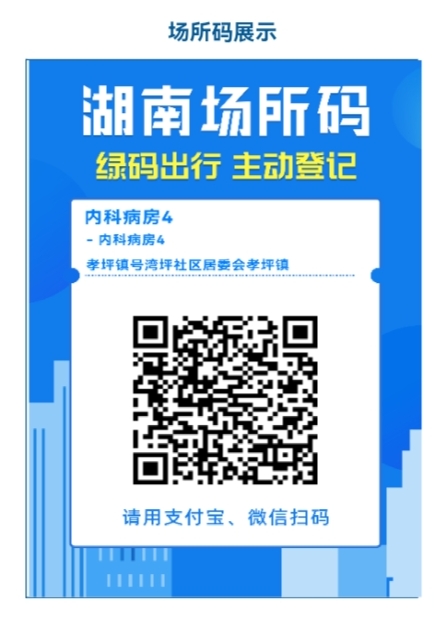 场所码展示
湖南场所码
绿码出行 主动登记
内科病房4
- 内科病房4
孝坪镇号湾坪社区居委会孝坪镇
请用支付宝、微信扫码